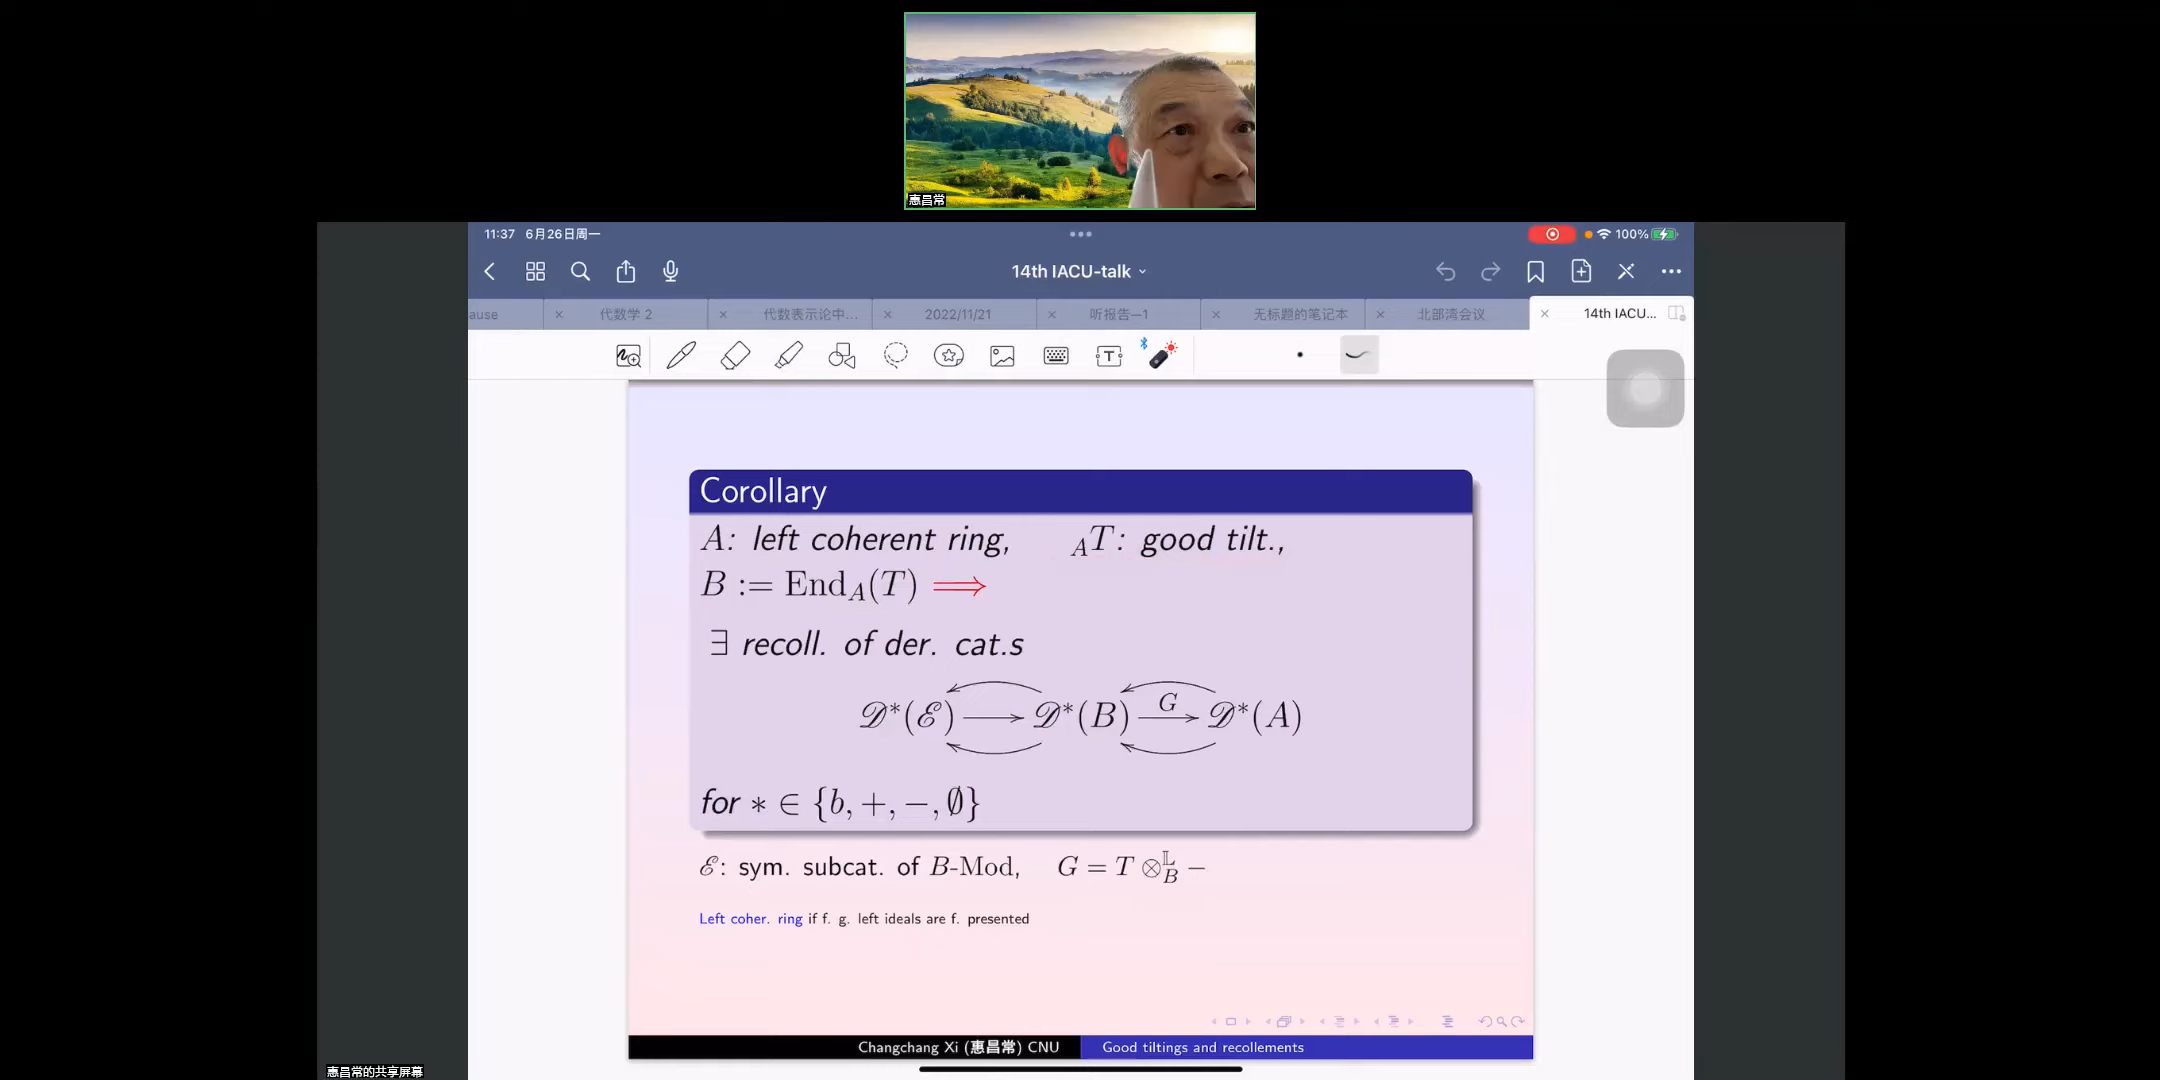 惠昌常
11:37 6月26日周一
100%
14th IACU-talk
ause
代数学 2
代数表示论中...
2022/11/21
听报告—1
无标题的笔记本
北部湾会议
14th IACU...
Corollary
A: left coherent ring, _AT: good tilt.,
B := End_A(T) ⟹
∃ recoll. of der. cat.s
𝒟*(ℰ) ⟶ 𝒟*(B) ⟶ 𝒟*(A)
G
for * ∈ {b, +, −, ∅}
ℰ: sym. subcat. of B-Mod, G = T ⊗_B^𝕃 −
Left coher. ring if f. g. left ideals are f. presented
Changchang Xi (惠昌常) CNU
Good tiltings and recollements
惠昌常的共享屏幕